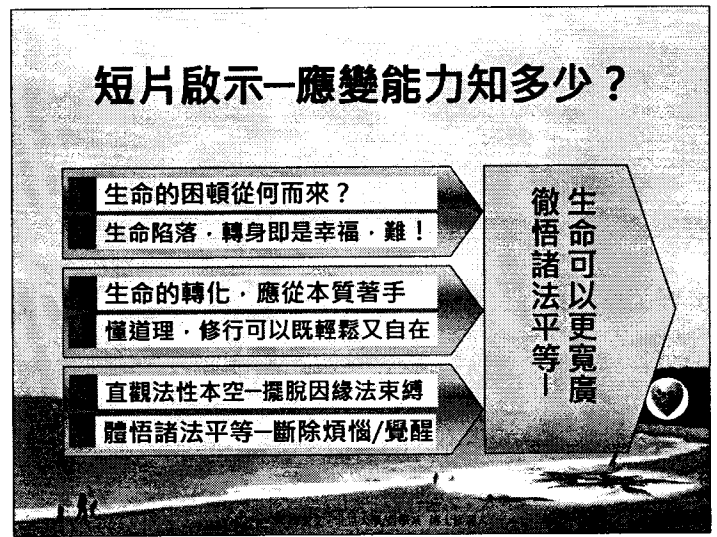 短片啟示─應變能力知多少？
生命的困頓從何而來？
生命陷落，轉身即是幸福，難！
生命的轉化，應從本質著手
懂道理，修行可以既輕鬆又自在
直觀法性本空─擺脫因緣法束縛
體悟諸法平等─斷除煩惱/覺醒
生命可以更寬廣
徹悟諸法平等─